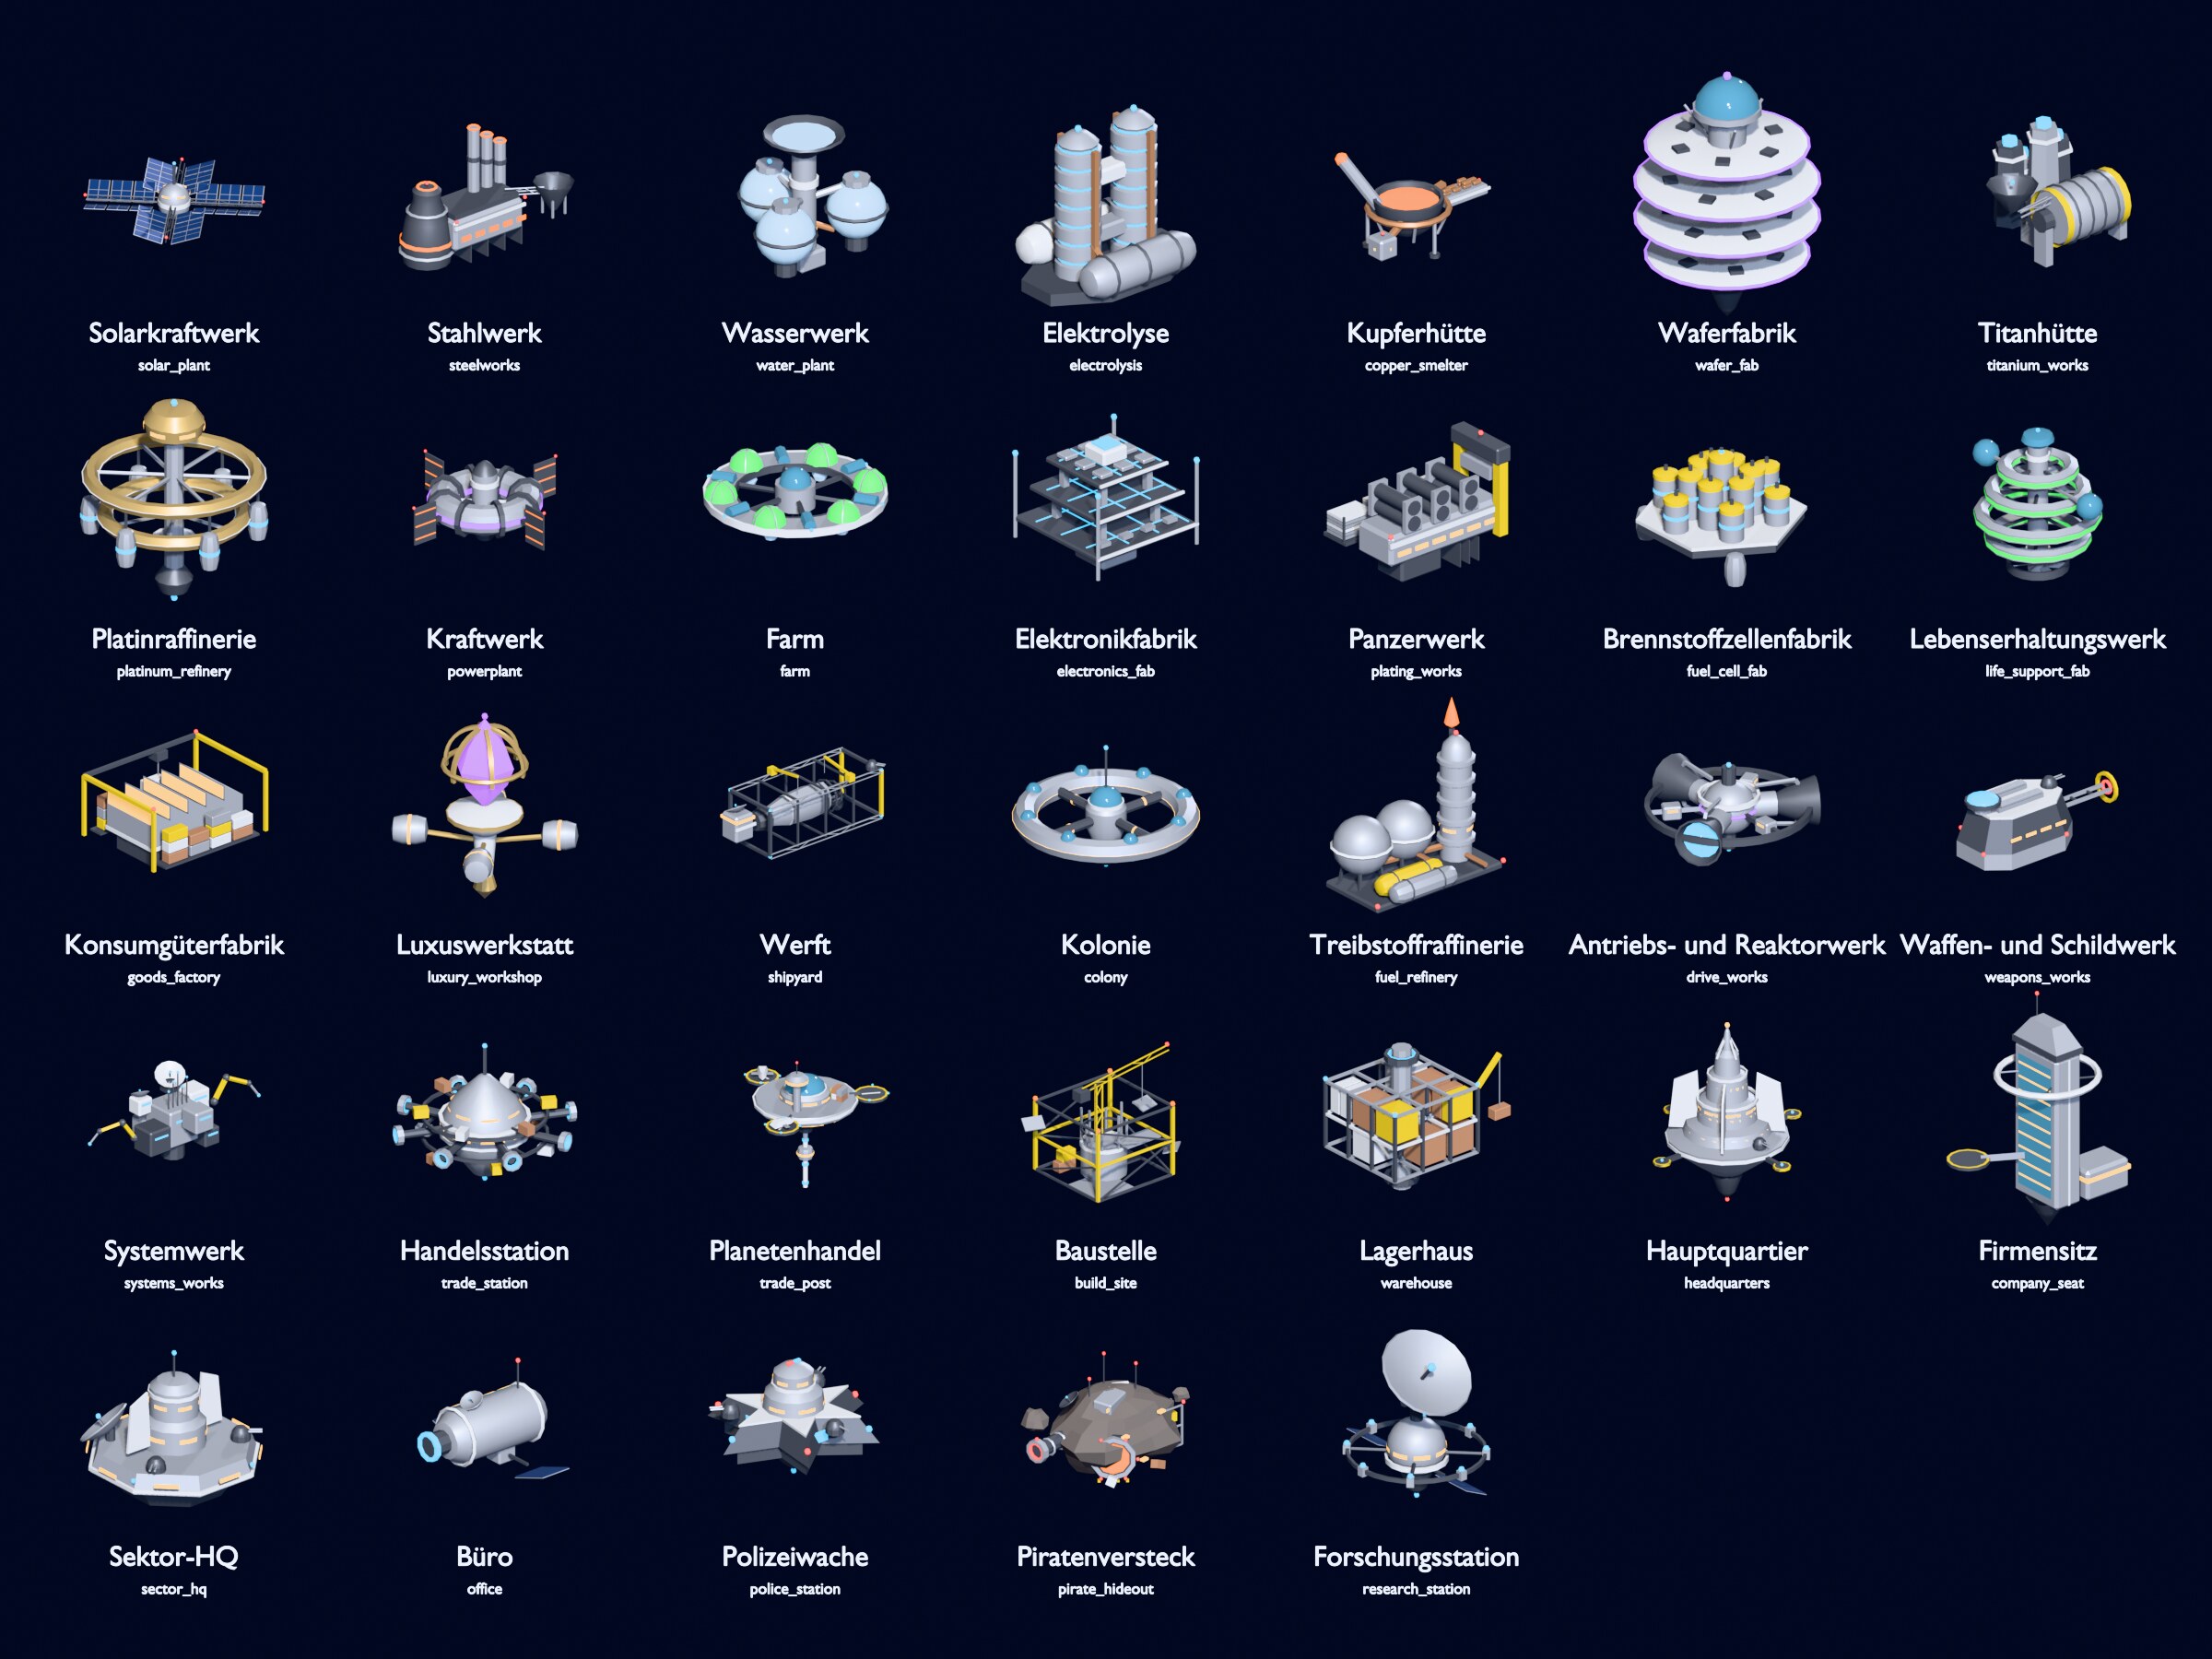 Solarkraftwerk
solar_plant
Stahlwerk
steelworks
Wasserwerk
water_plant
Elektrolyse
electrolysis
Kupferhütte
copper_smelter
Waferfabrik
wafer_fab
Titanhütte
titanium_works
Platinraffinerie
platinum_refinery
Kraftwerk
powerplant
Farm
farm
Elektronikfabrik
electronics_fab
Panzerwerk
plating_works
Brennstoffzellenfabrik
fuel_cell_fab
Lebenserhaltungswerk
life_support_fab
Konsumgüterfabrik
goods_factory
Luxuswerkstatt
luxury_workshop
Werft
shipyard
Kolonie
colony
Treibstoffraffinerie
fuel_refinery
Antriebs- und Reaktorwerk
drive_works
Waffen- und Schildwerk
weapons_works
Systemwerk
systems_works
Handelsstation
trade_station
Planetenhandel
trade_post
Baustelle
build_site
Lagerhaus
warehouse
Hauptquartier
headquarters
Firmensitz
company_seat
Sektor-HQ
sector_hq
Büro
office
Polizeiwache
police_station
Piratenversteck
pirate_hideout
Forschungsstation
research_station